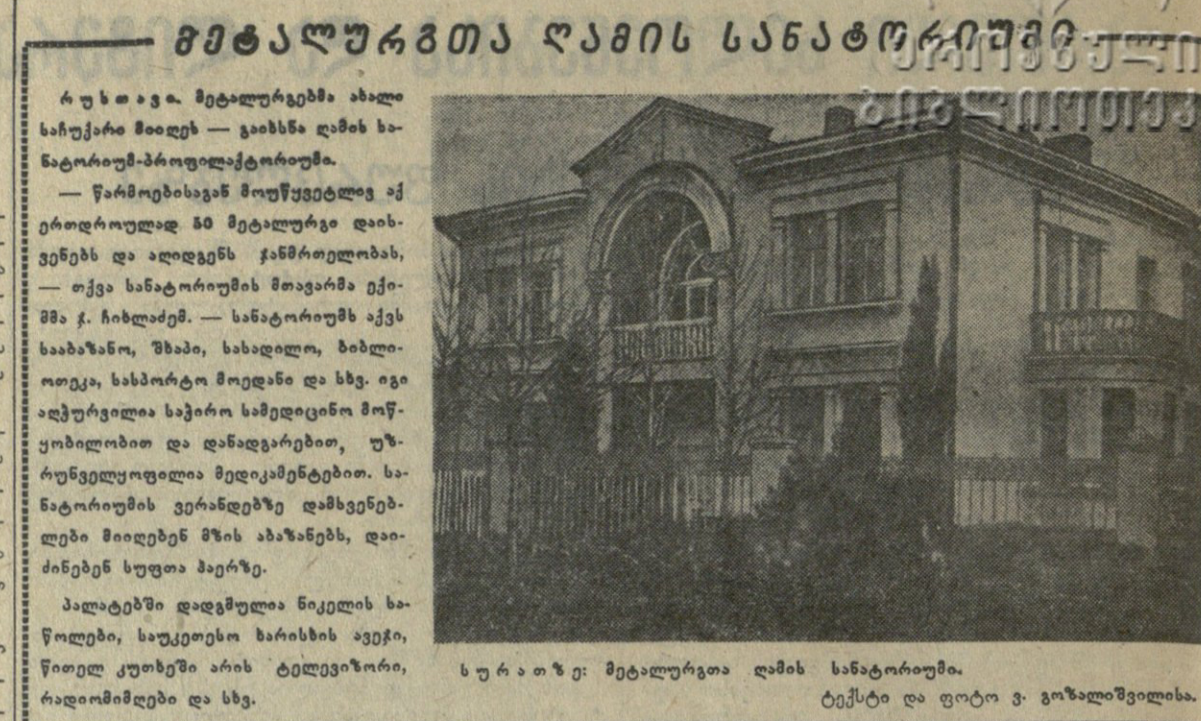 მეტალურგთა ღამის სანატორიუმი
ეროვნული
ბიბლიოთეკა
რუსთავი. მეტალურგებმა ახალი
საჩუქარი მიიღეს — გაიხსნა ღამის სა-
ნატორიუმ-პროფილაქტორიუმი.
— წარმოებისაგან მოუწყვეტლივ აქ
ერთდროულად 50 მეტალურგი დაის-
ვენებს და აღიდგენს ჯანმრთელობას,
— თქვა სანატორიუმის მთავარმა ექი-
მმა ჯ. ჩიხლაძემ. — სანატორიუმს აქვს
სააბაზანო, შხაპი, სასადილო, ბიბლი-
ოთეკა, სასპორტო მოედანი და სხვ. იგი
აღჭურვილია საჭირო სამედიცინო მოწ-
ყობილობით და დანადგარებით, უზ-
რუნველყოფილია მედიკამენტებით. სა-
ნატორიუმის ვერანდებზე დამსვენებ-
ლები მიიღებენ მზის აბაზანებს, დაი-
ძინებენ სუფთა ჰაერზე.
პალატებში დადგმულია ნიკელის სა-
წოლები, საუკეთესო ხარისხის ავეჯი,
წითელ კუთხეში არის ტელევიზორი,
რადიომიმღები და სხვ.
სურათზე: მეტალურგთა ღამის სანატორიუმი.
ტექსტი და ფოტო ვ. გოზალიშვილისა.